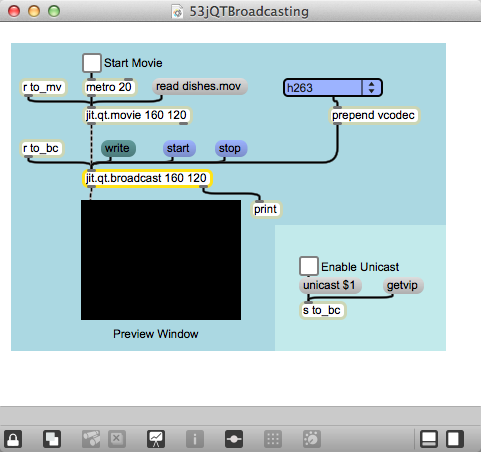 53jQTBroadcasting
Start Movie
r to_mv
metro 20
read dishes.mov
h263
jit.qt.movie 160 120
prepend vcodec
r to_bc
write
start
stop
jit.qt.broadcast 160 120
print
Enable Unicast
unicast $1
getvip
s to_bc
Preview Window